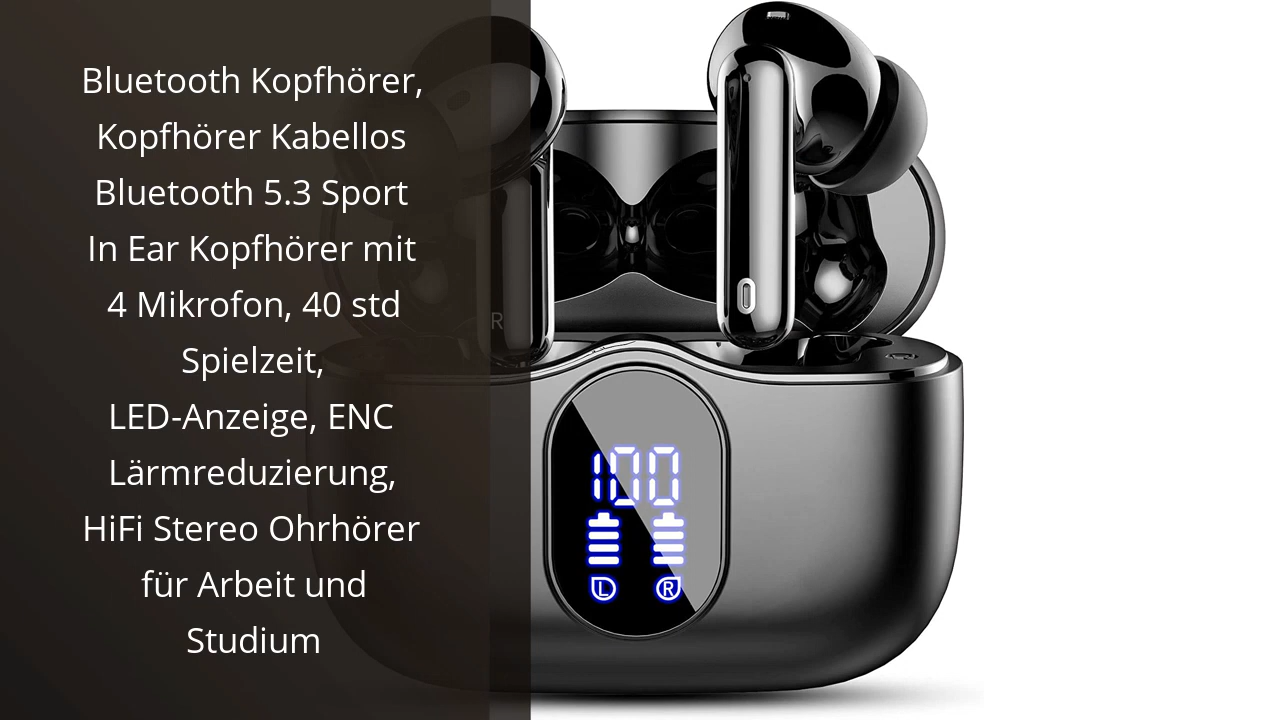 Bluetooth Kopfhörer,
Kopfhörer Kabellos
Bluetooth 5.3 Sport
In Ear Kopfhörer mit
4 Mikrofon, 40 std
Spielzeit,
LED-Anzeige, ENC
Lärmreduzierung,
HiFi Stereo Ohrhörer
für Arbeit und
Studium
R
100
L R